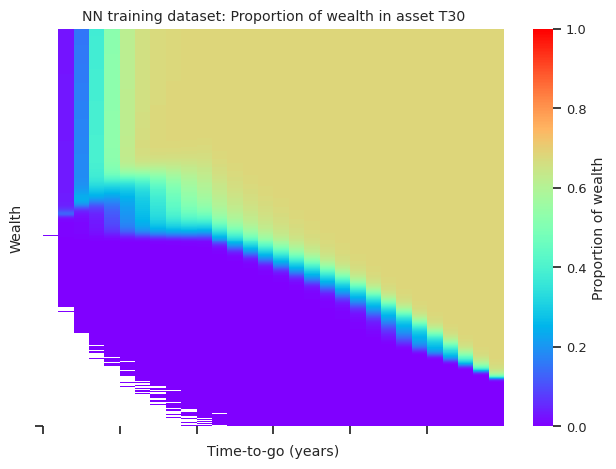 NN training dataset: Proportion of wealth in asset T30
Wealth
Time-to-go (years)
1.0
0.8
0.6
0.4
0.2
0.0
Proportion of wealth